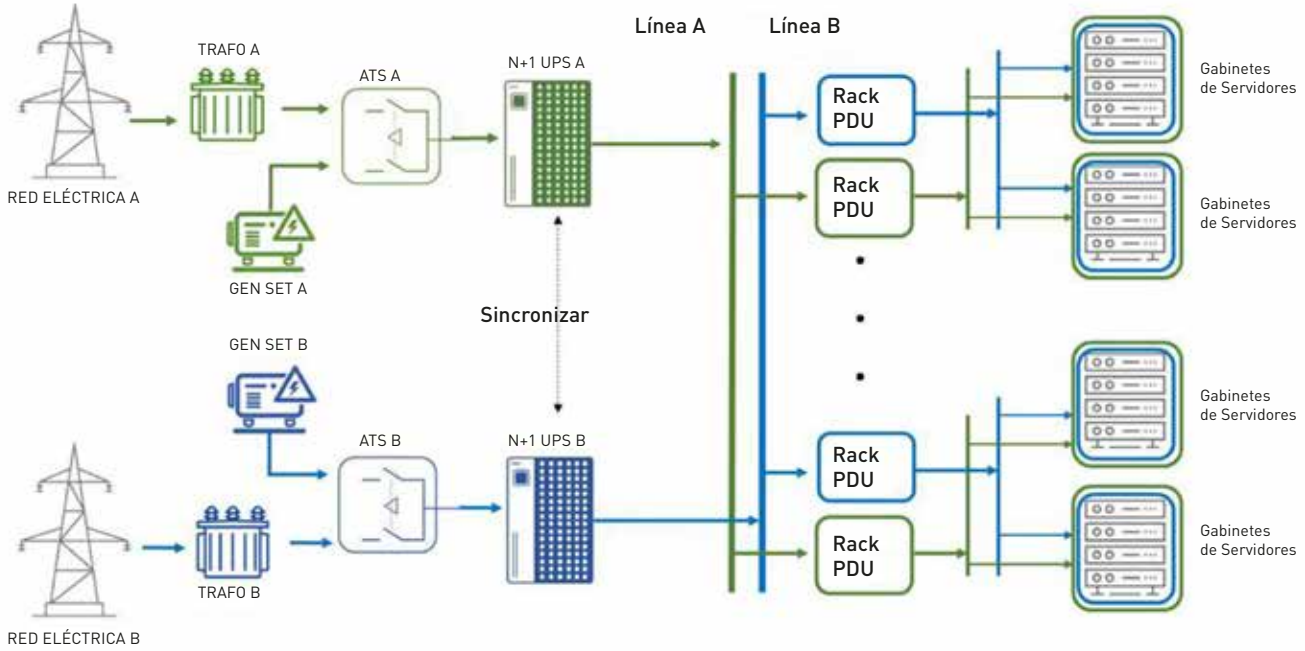 Línea A
Línea B
TRAFO A
ATS A
N+1 UPS A
RED ELÉCTRICA A
GEN SET A
Sincronizar
GEN SET B
ATS B
N+1 UPS B
TRAFO B
RED ELÉCTRICA B
Rack
PDU
Rack
PDU
Rack
PDU
Rack
PDU
Gabinetes
de Servidores
Gabinetes
de Servidores
Gabinetes
de Servidores
Gabinetes
de Servidores